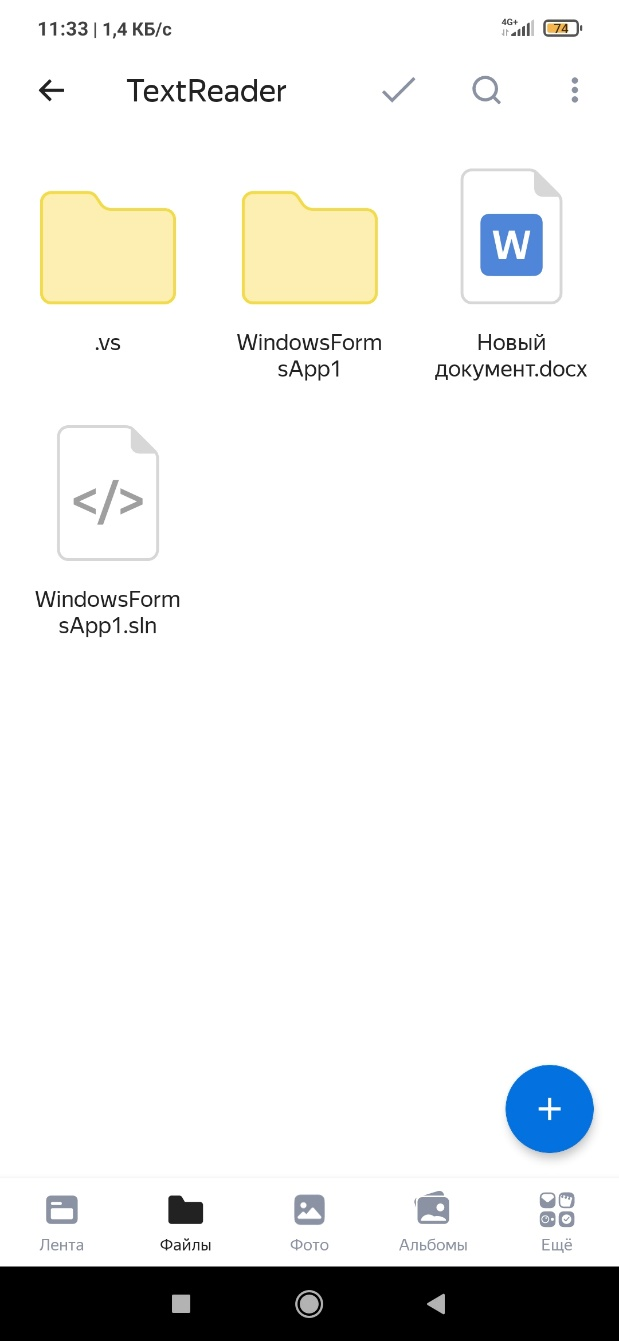 11:33 | 1,4 КБ/с
4G+
74
TextReader
W
.vs
WindowsForm
sApp1
Новый
документ.docx
</>
WindowsForm
sApp1.sln
+
Лента
Файлы
Фото
Альбомы
Ещё